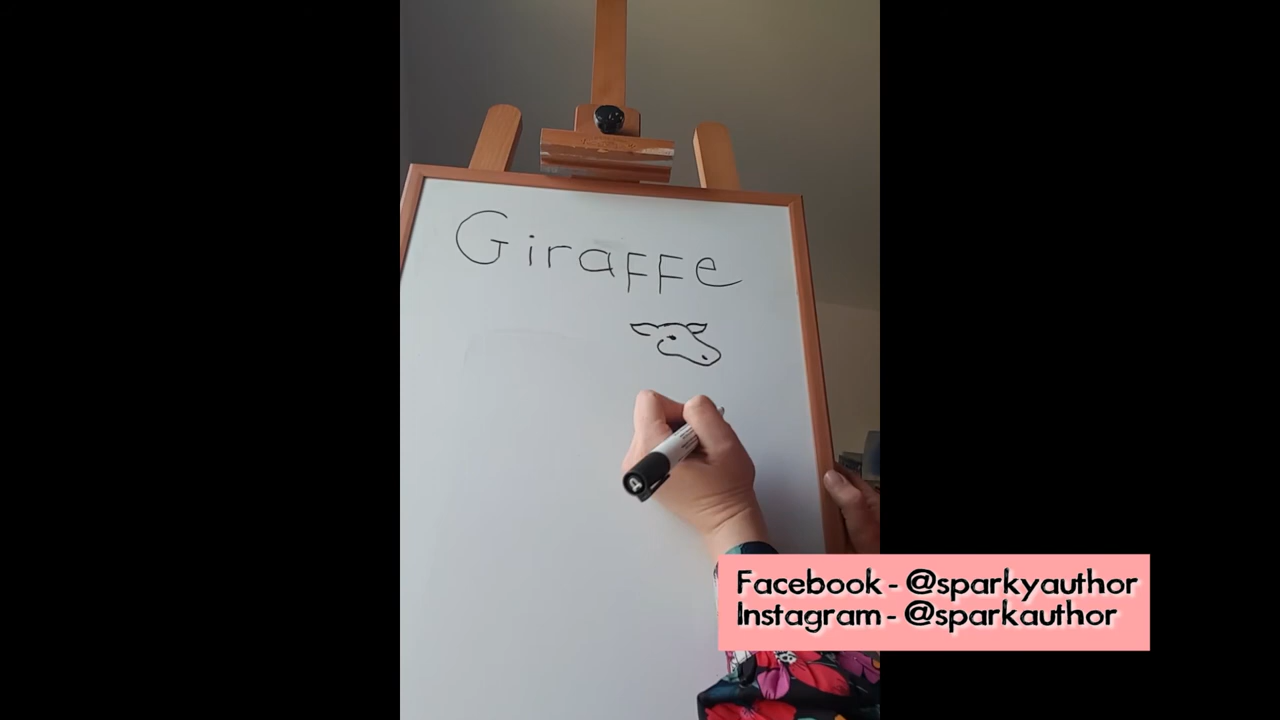 Giraffe
Facebook - @sparkyauthor
Instagram - @sparkauthor